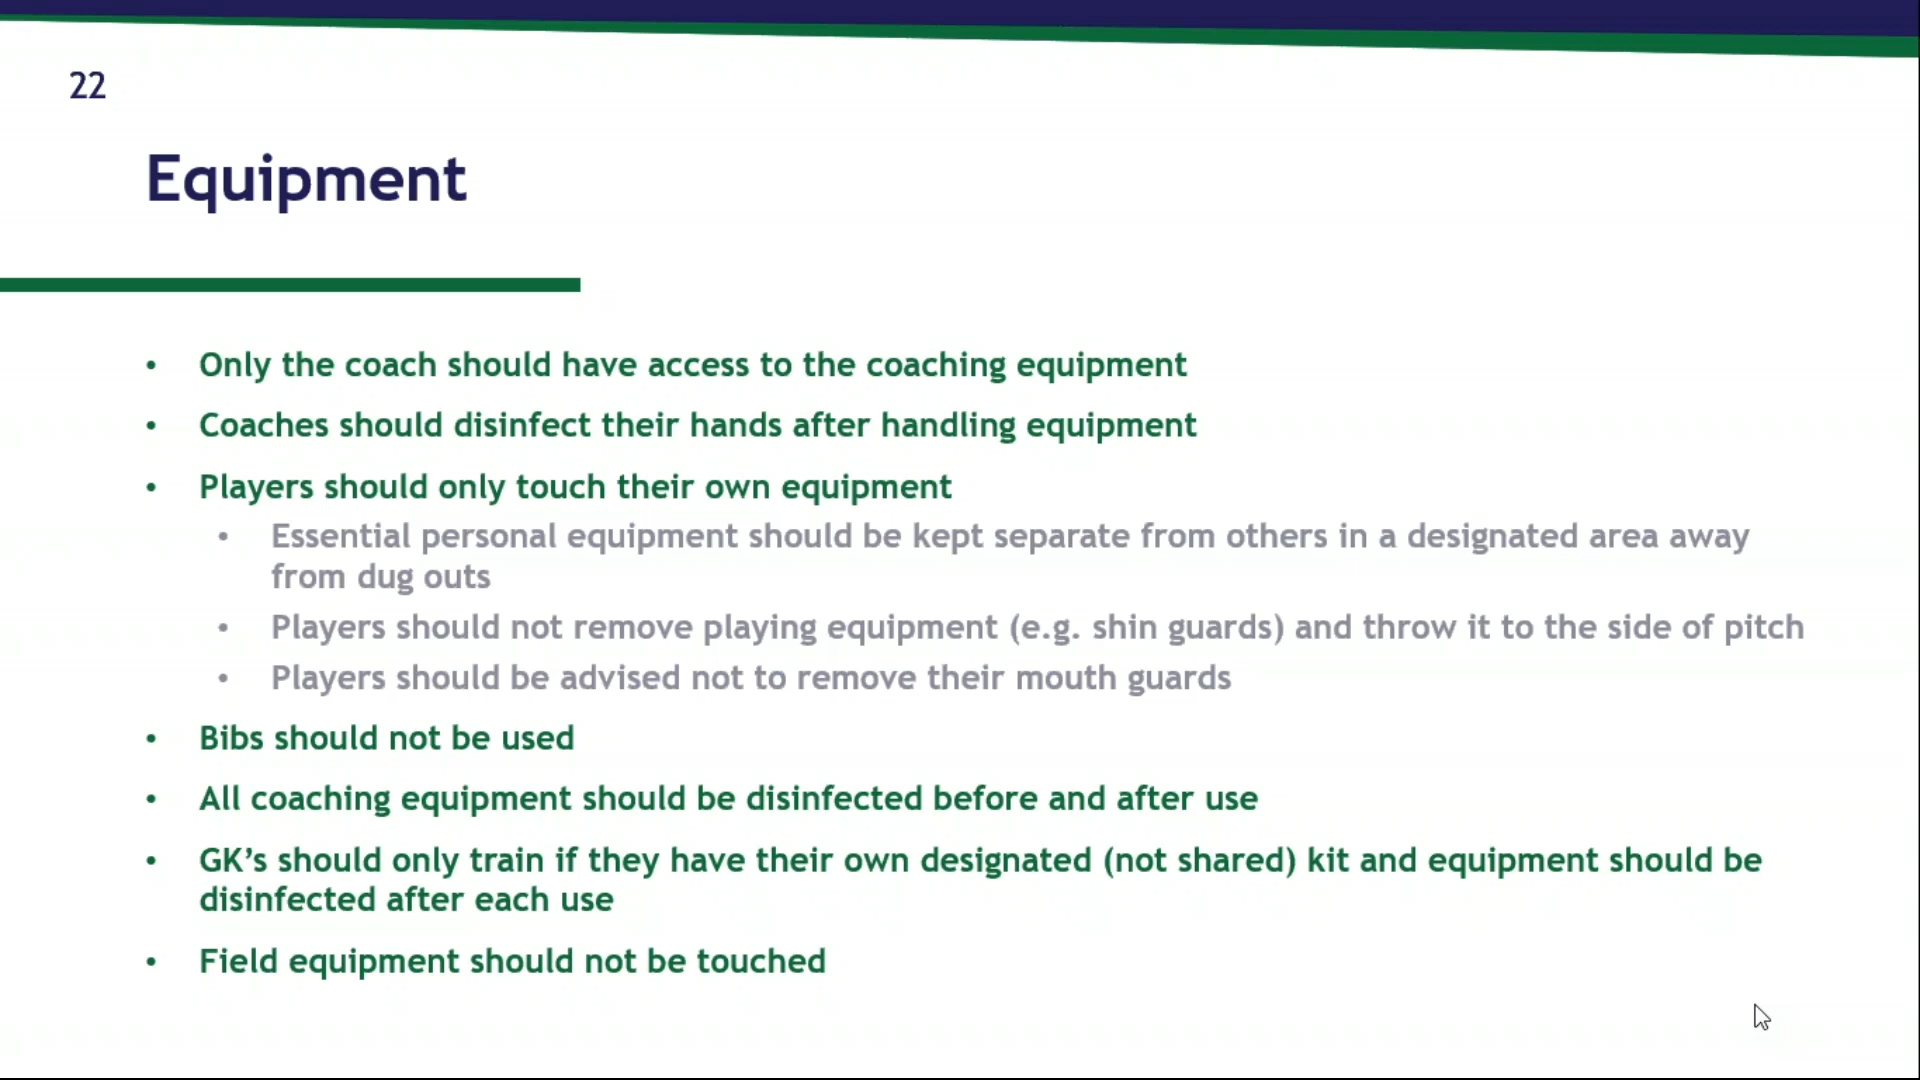 22
Equipment
• Only the coach should have access to the coaching equipment
• Coaches should disinfect their hands after handling equipment
• Players should only touch their own equipment
• Essential personal equipment should be kept separate from others in a designated area away
from dug outs
• Players should not remove playing equipment (e.g. shin guards) and throw it to the side of pitch
• Players should be advised not to remove their mouth guards
• Bibs should not be used
• All coaching equipment should be disinfected before and after use
• GK’s should only train if they have their own designated (not shared) kit and equipment should be
disinfected after each use
• Field equipment should not be touched